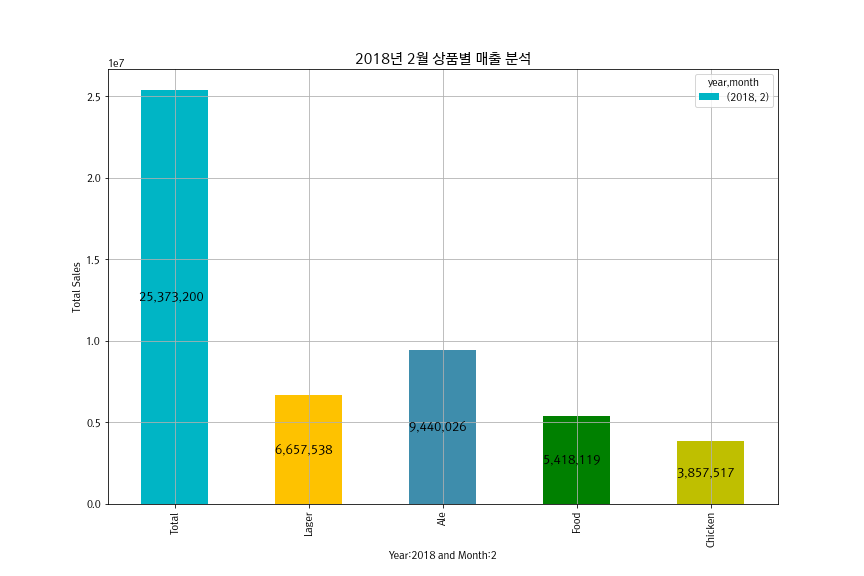 2018년 2월 상품별 매출 분석
1e7
year,month
(2018, 2)
2.5
2.0
1.5
1.0
0.5
0.0
Total Sales
25,373,200
6,657,538
9,440,026
5,418,119
3,857,517
Total
Lager
Ale
Food
Chicken
Year:2018 and Month:2